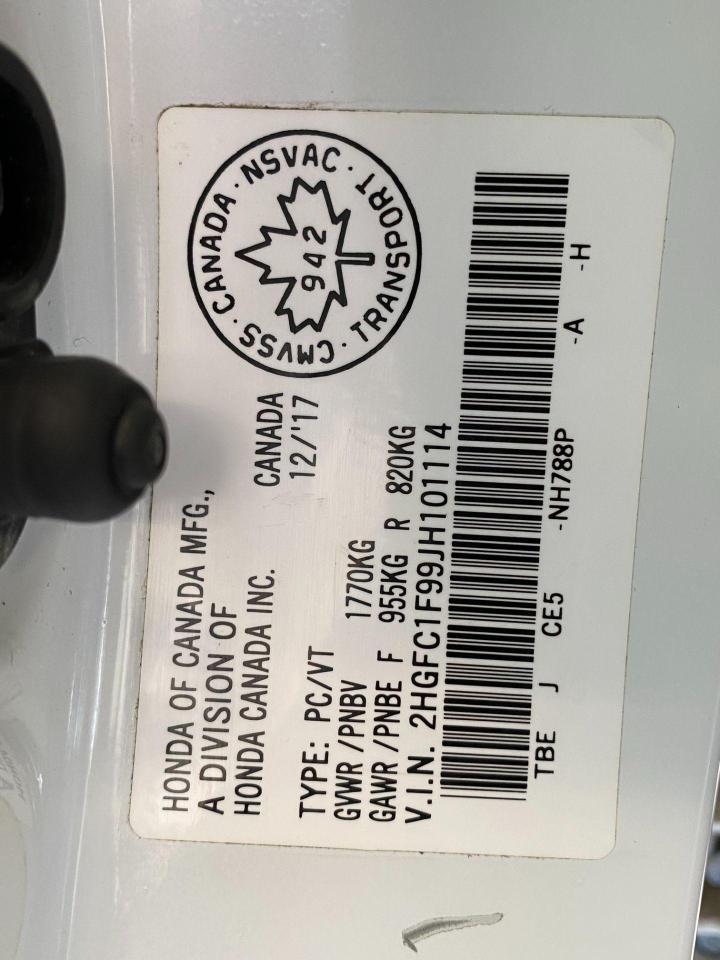 HONDA OF CANADA MFG.,
A DIVISION OF
HONDA CANADA INC.
CANADA
12/'17
CMVSS · CANADA · NSVAC · TRANSPORT ·
942
TYPE: PC/VT
GVWR /PNBV 1770KG
GAWR /PNBE F 955KG R 820KG
V.I.N. 2HGFC1F99JH101114
TBE J CE5 -NH788P -A -H